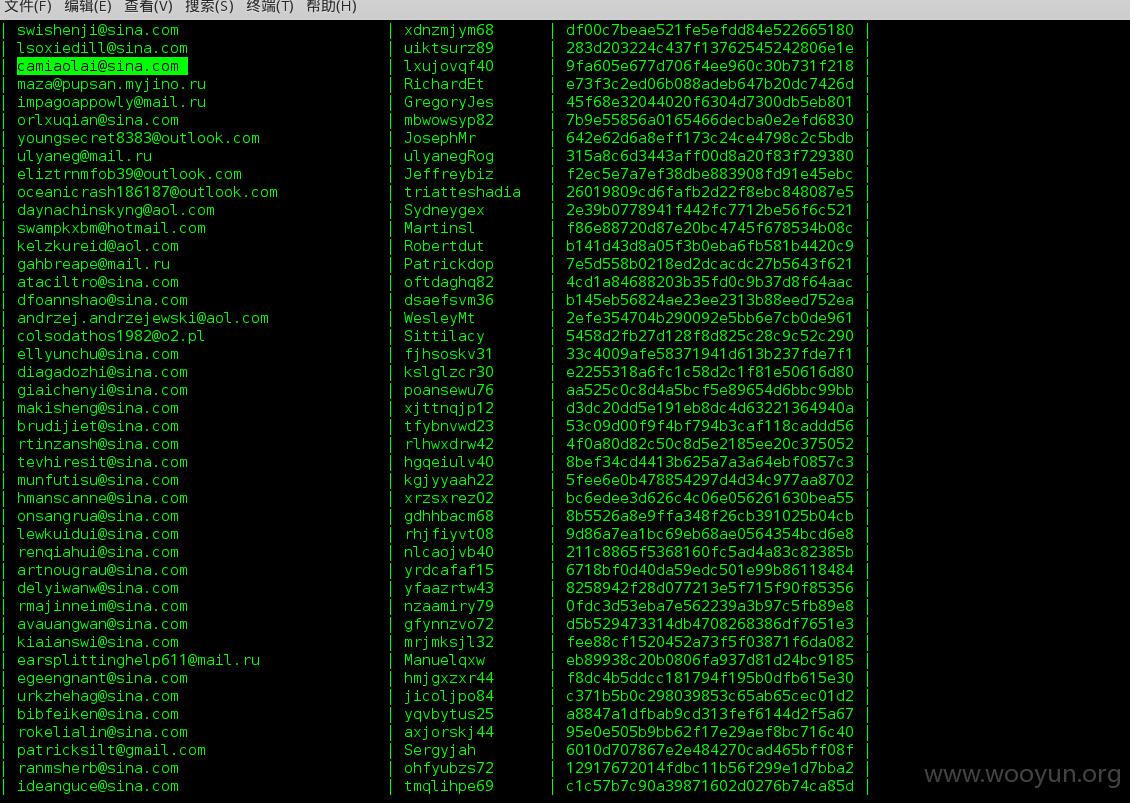 文件(F) 编辑(E) 查看(V) 搜索(S) 终端(T) 帮助(H)
| swishenji@sina.com | xdnzmjym68 | df00c7beae521fe5efdd84e522665180 |
| lsoxiedill@sina.com | uiktsurz89 | 283d203224c437f13762545242806e1e |
| camiaolai@sina.com | lxujovqf40 | 9fa605e677d706f4ee960c30b731f218 |
| maza@pupsan.myjino.ru | RichardEt | e73f3c2ed06b088adeb647b20dc7426d |
| impagoappowly@mail.ru | GregoryJes | 45f68e32044020f6304d7300db5eb801 |
| orlxuqian@sina.com | mbwowsyp82 | 7b9e55856a0165466decba0e2efd6830 |
| youngsecret8383@outlook.com | JosephMr | 642e62d6a8eff173c24ce4798c2c5bdb |
| ulyaneg@mail.ru | ulyanegRog | 315a8c6d3443aff00d8a20f83f729380 |
| eliztrnmfob39@outlook.com | Jeffreybiz | f2ec5e7a7ef38dbe883908fd91e45ebc |
| oceanicrash186187@outlook.com | triatteshadia | 26019809cd6fafb2d22f8ebc848087e5 |
| daynachinskyng@aol.com | Sydneygex | 2e39b0778941f442fc7712be56f6c521 |
| swampkxbm@hotmail.com | Martinsl | f86e88720d87e20bc4745f678534b08c |
| kelzkureid@aol.com | Robertdut | b141d43d8a05f3b0eba6fb581b4420c9 |
| gahbreape@mail.ru | Patrickdop | 7e5d558b0218ed2dcacdc27b5643f621 |
| ataciltro@sina.com | oftdaghq82 | 4cd1a84688203b35fd0c9b37d8f64aac |
| dfoannshao@sina.com | dsaefsvm36 | b145eb56824ae23ee2313b88eed752ea |
| andrzej.andrzejewski@aol.com | WesleyMt | 2efe354704b290092e5bb6e7cb0de961 |
| colsodathos1982@o2.pl | Sittilacy | 5458d2fb27d128f8d825c28c9c52c290 |
| ellyunchu@sina.com | fjhsoskv31 | 33c4009afe58371941d613b237fde7f1 |
| diagadozhi@sina.com | kslglzcr30 | e2255318a6fc1c58d2c1f81e50616d80 |
| giaichenyi@sina.com | poansewu76 | aa525c0c8d4a5bcf5e89654d6bbc99bb |
| makisheng@sina.com | xjttnqjp12 | d3dc20dd5e191eb8dc4d63221364940a |
| brudijiet@sina.com | tfybnvwd23 | 53c09d00f9f4bf794b3caf118caddd56 |
| rtinzansh@sina.com | rlhwxdrw42 | 4f0a80d82c50c8d5e2185ee20c375052 |
| tevhiresit@sina.com | hgqeiulv40 | 8bef34cd4413b625a7a3a64ebf0857c3 |
| munfutisu@sina.com | kgjyyaah22 | 5fee6e0b478854297d4d34c977aa8702 |
| hmanscanne@sina.com | xrzsxrez02 | bc6edee3d626c4c06e056261630bea55 |
| onsangrua@sina.com | gdhhbacm68 | 8b5526a8e9ffa348f26cb391025b04cb |
| lewkuidui@sina.com | rhjfiyvt08 | 9d86a7ea1bc69eb68ae0564354bcd6e8 |
| renqiahui@sina.com | nlcaojvb40 | 211c8865f5368160fc5ad4a83c82385b |
| artnougrau@sina.com | yrdcafaf15 | 6718bf0d40da59edc501e99b86118484 |
| delyiwanw@sina.com | yfaazrtw43 | 8258942f28d077213e5f715f90f85356 |
| rmajinneim@sina.com | nzaamiry79 | 0fdc3d53eba7e562239a3b97c5fb89e8 |
| avauangwan@sina.com | gfynnzvo72 | d5b529473314db4708268386df7651e3 |
| kiaianswi@sina.com | mrjmksjl32 | fee88cf1520452a73f5f03871f6da082 |
| earsplittinghelp611@mail.ru | Manuelqxw | eb89938c20b0806fa937d81d24bc9185 |
| egeengnant@sina.com | hmjgxzxr44 | f8dc4b5ddcc181794f195b0dfb615e30 |
| urkzhehag@sina.com | jicoljpo84 | c371b5b0c298039853c65ab65cec01d2 |
| bibfeiken@sina.com | yqvbytus25 | a8847a1dfbab9cd313fef6144d2f5a67 |
| rokelialin@sina.com | axjorskj44 | 95e0e505b9bb62f17e29aef8bc716c40 |
| patricksilt@gmail.com | Sergyjah | 6010d707867e2e484270cad465bff08f |
| ranmsherb@sina.com | ohfyubzs72 | 12917672014fdbc11b56f299e1d7bba2 |
| ideanguce@sina.com | tmqlihpe69 | c1c57b7c90a39871602d0276b74ca85d |
www.wooyun.org